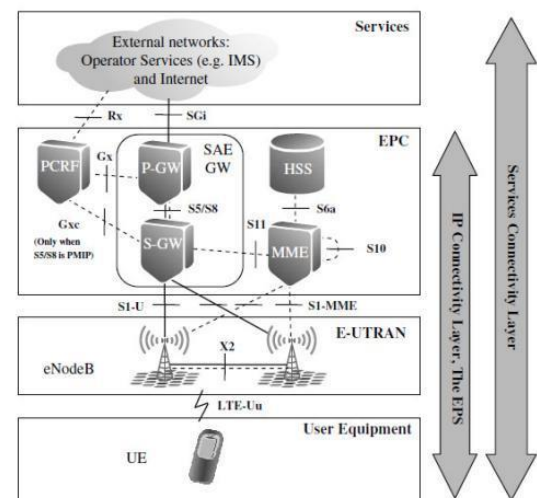 Services
External networks:
Operator Services (e.g. IMS)
and Internet
Rx
SGi
EPC
SAE
GW
PCRF
Gx
P-GW
HSS
S5/S8
S6a
Gxc
(Only when
S5/S8 is PMIP)
S-GW
S11
MME
S10
S1-U
S1-MME
E-UTRAN
X2
eNodeB
LTE-Uu
User Equipment
UE
IP Connectivity Layer, The EPS
Services Connectivity Layer